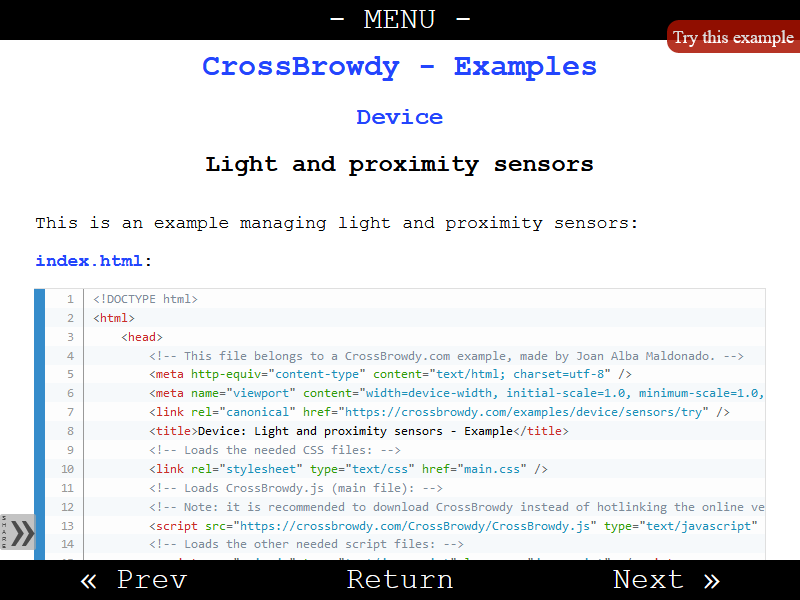 - MENU -
Try this example
CrossBrowdy - Examples
Device
Light and proximity sensors
This is an example managing light and proximity sensors:
index.html:
1 <!DOCTYPE html>
2 <html>
3 <head>
4 <!-- This file belongs to a CrossBrowdy.com example, made by Joan Alba Maldonado. -->
5 <meta http-equiv="content-type" content="text/html; charset=utf-8" />
6 <meta name="viewport" content="width=device-width, initial-scale=1.0, minimum-scale=1.0,
7 <link rel="canonical" href="https://crossbrowdy.com/examples/device/sensors/try" />
8 <title>Device: Light and proximity sensors - Example</title>
9 <!-- Loads the needed CSS files: -->
10 <link rel="stylesheet" type="text/css" href="main.css" />
11 <!-- Loads CrossBrowdy.js (main file): -->
12 <!-- Note: it is recommended to download CrossBrowdy instead of hotlinking the online ve
13 <script src="https://crossbrowdy.com/CrossBrowdy/CrossBrowdy.js" type="text/javascript"
14 <!-- Loads the other needed script files: -->
SHARE
« Prev
Return
Next »